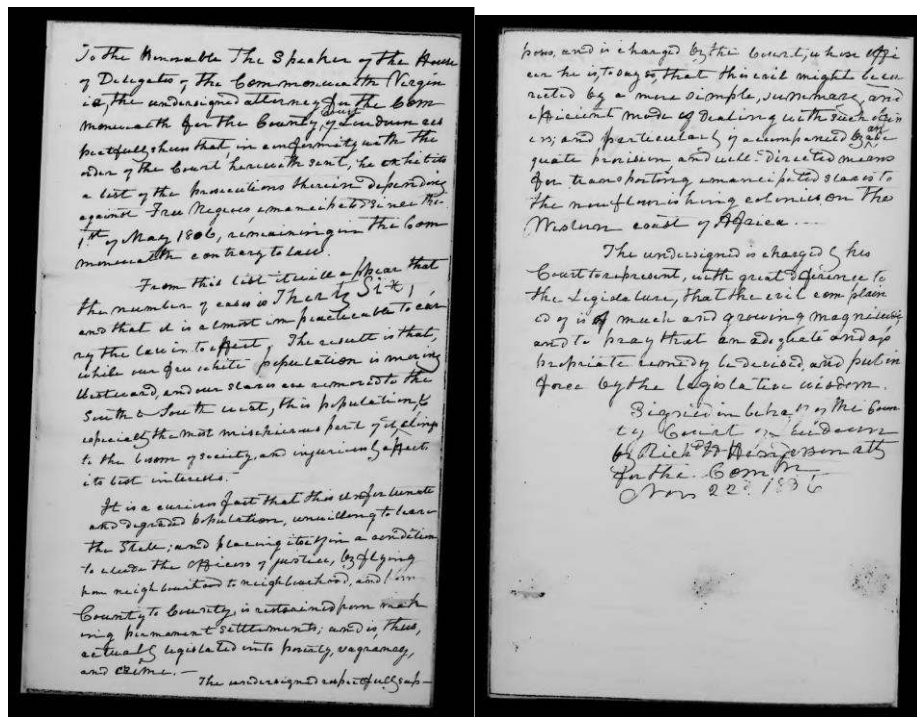 To the Honorable The Speaker of the House
of Delegates of the Commonwealth Virgin
ia, the undersigned attorney for the Com
monwealth for the County Court of Loudoun res
pectfully shews that in conformity with the
order of the Court herewith sent, he exhibits
a list of the prosecutions therein depending
against Free Negroes, emancipated since the
1st of May 1806, remaining in the Com
monwealth contrary to law.
From this list it will appear that
the number of cases is Therty Six,
and that it is almost impracticable to car
ry the law into effect. The result is that,
while our free white population is moving
Westward, and our slaves are removed to the
South & South west, this population, &
especially the most mischievous part of it, clings
to the bosom of society, and injuriously affects
its best interests.
It is a curious fact that this unfortunate
and degraded population, unwilling to leave
the State; and placing itself in a condition
to elude the officers of justice, by flying
from neighbourhood to neighbourhood, and from
County to County, is restrained from mak
ing permanent settlements; and is, thus,
actually legislated into poverty, vagrancy,
and crime. —
The undersigned respectfully sup—
poses, and is charged by the Court, whose offi
cer he is, to say so, that this evil might be cor
rected by a more simple, summary, and
efficient mode of dealing with such
and particularly if accompanied by an ade
quate provision and well-directed means
for transporting emancipated slaves to
the now flourishing colonies on the
Western coast of Africa ---
The undersigned is charged by his
Court to represent, with great deference to
the Legislature, that the evil complain
ed of is of much and growing magnitude
and to pray that an adequate and ap
propriate remedy be devised, and put in
force by the legislative wisdom.
Signed in behalf of the Coun
ty Court of Loudoun
by Richd H Henderson atty
for the Comm
Nov 22d. 1836